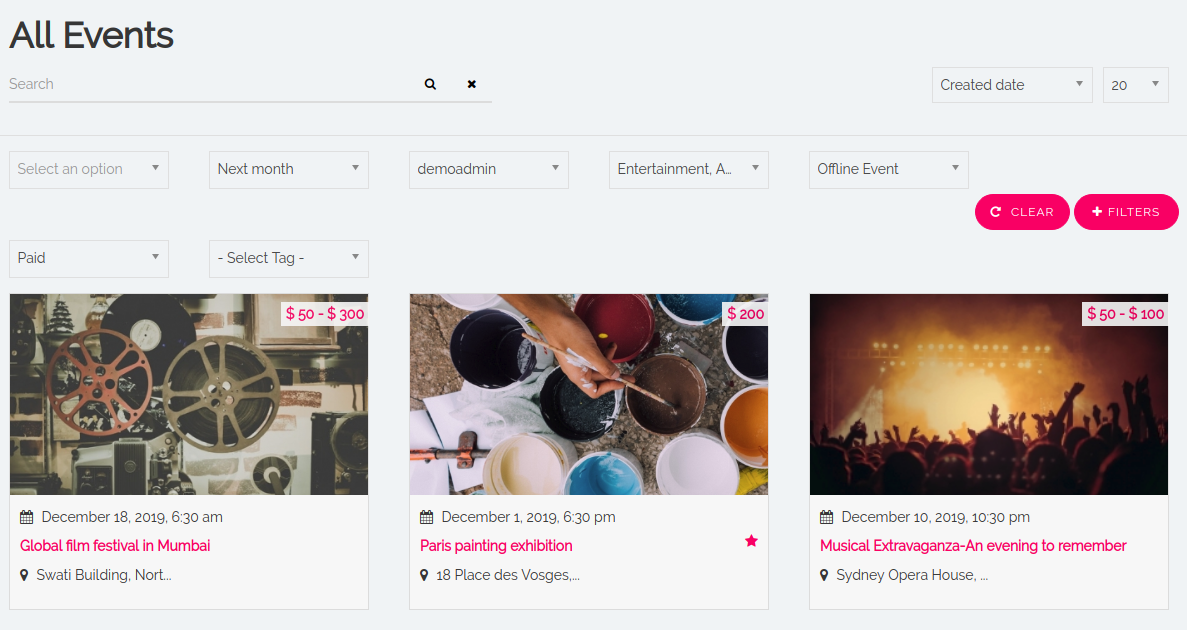 All Events
Search
Created date
20
Select an option
Next month
demoadmin
Entertainment, A...
Offline Event
CLEAR
FILTERS
Paid
- Select Tag -
$ 50 - $ 300
$ 200
$ 50 - $ 100
December 18, 2019, 6:30 am
Global film festival in Mumbai
Swati Building, Nort...
December 1, 2019, 6:30 pm
Paris painting exhibition
18 Place des Vosges,...
December 10, 2019, 10:30 pm
Musical Extravaganza-An evening to remember
Sydney Opera House, ...